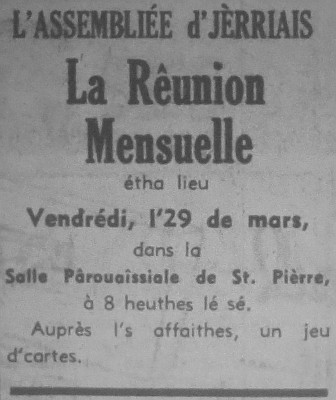 L'ASSEMBLIÉE d'JÈRRIAIS
La Rêunion
Mensuelle
étha lieu
Vendrédi, l'29 de mars,
dans la
Salle Pârouaîssiale de St. Pièrre,
à 8 heuthes lé sé.
Auprès l's affaithes, un jeu
d'cartes.